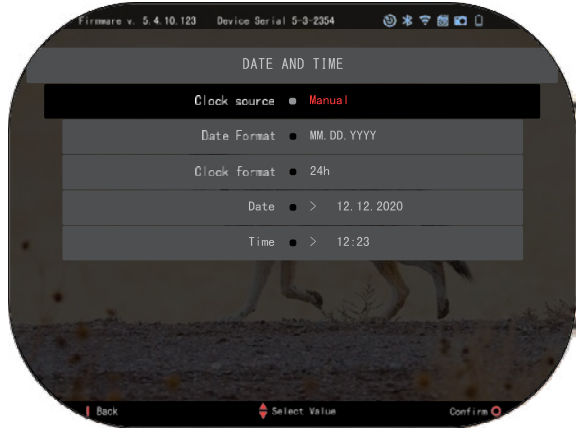 Firmware v. 5.4.10.123 Device Serial 5-3-2354
DATE AND TIME
Clock source Manual
Date Format MM.DD.YYYY
Clock format 24h
Date > 12.12.2020
Time > 12:23
Back Select Value Confirm